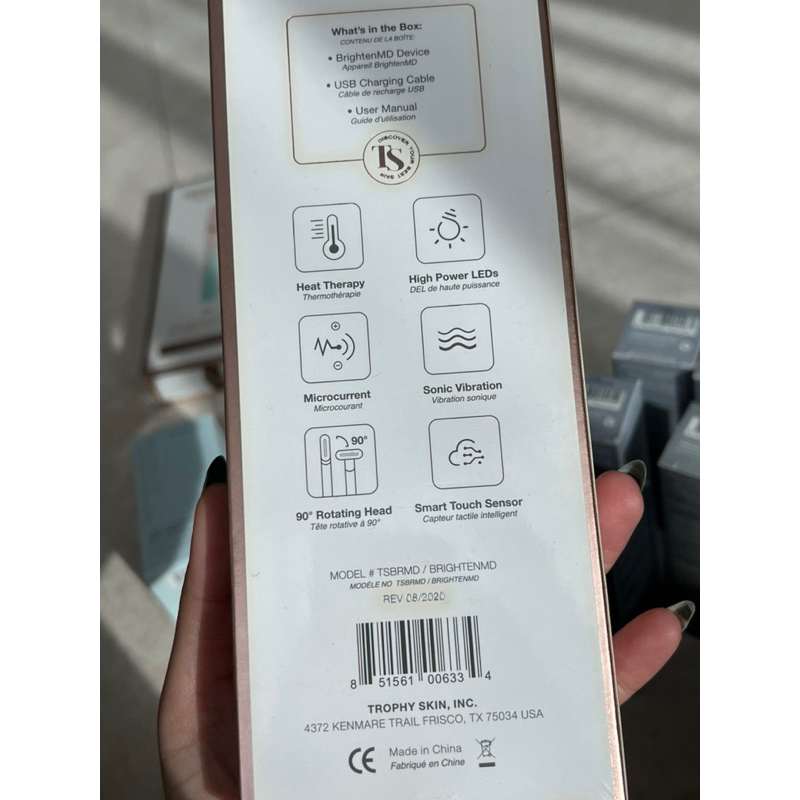 What's in the Box:
CONTENU DE LA BOÎTE:
• BrightenMD Device
Appareil BrightenMD
• USB Charging Cable
Câble de recharge USB
• User Manual
Guide d'utilisation
DISCOVER YOUR BEST SKIN
TS
Heat Therapy
Thermothérapie
High Power LEDs
DEL de haute puissance
Microcurrent
Microcourant
Sonic Vibration
Vibration sonique
90°
90° Rotating Head
Tête rotative à 90°
Smart Touch Sensor
Capteur tactile intelligent
MODEL # TSBRMD / BRIGHTENMD
MODÈLE NO TSBRMD / BRIGHTENMD
REV 08/2020
8 51561 00633 4
TROPHY SKIN, INC.
4372 KENMARE TRAIL FRISCO, TX 75034 USA
CE
Made in China
Fabriqué en Chine